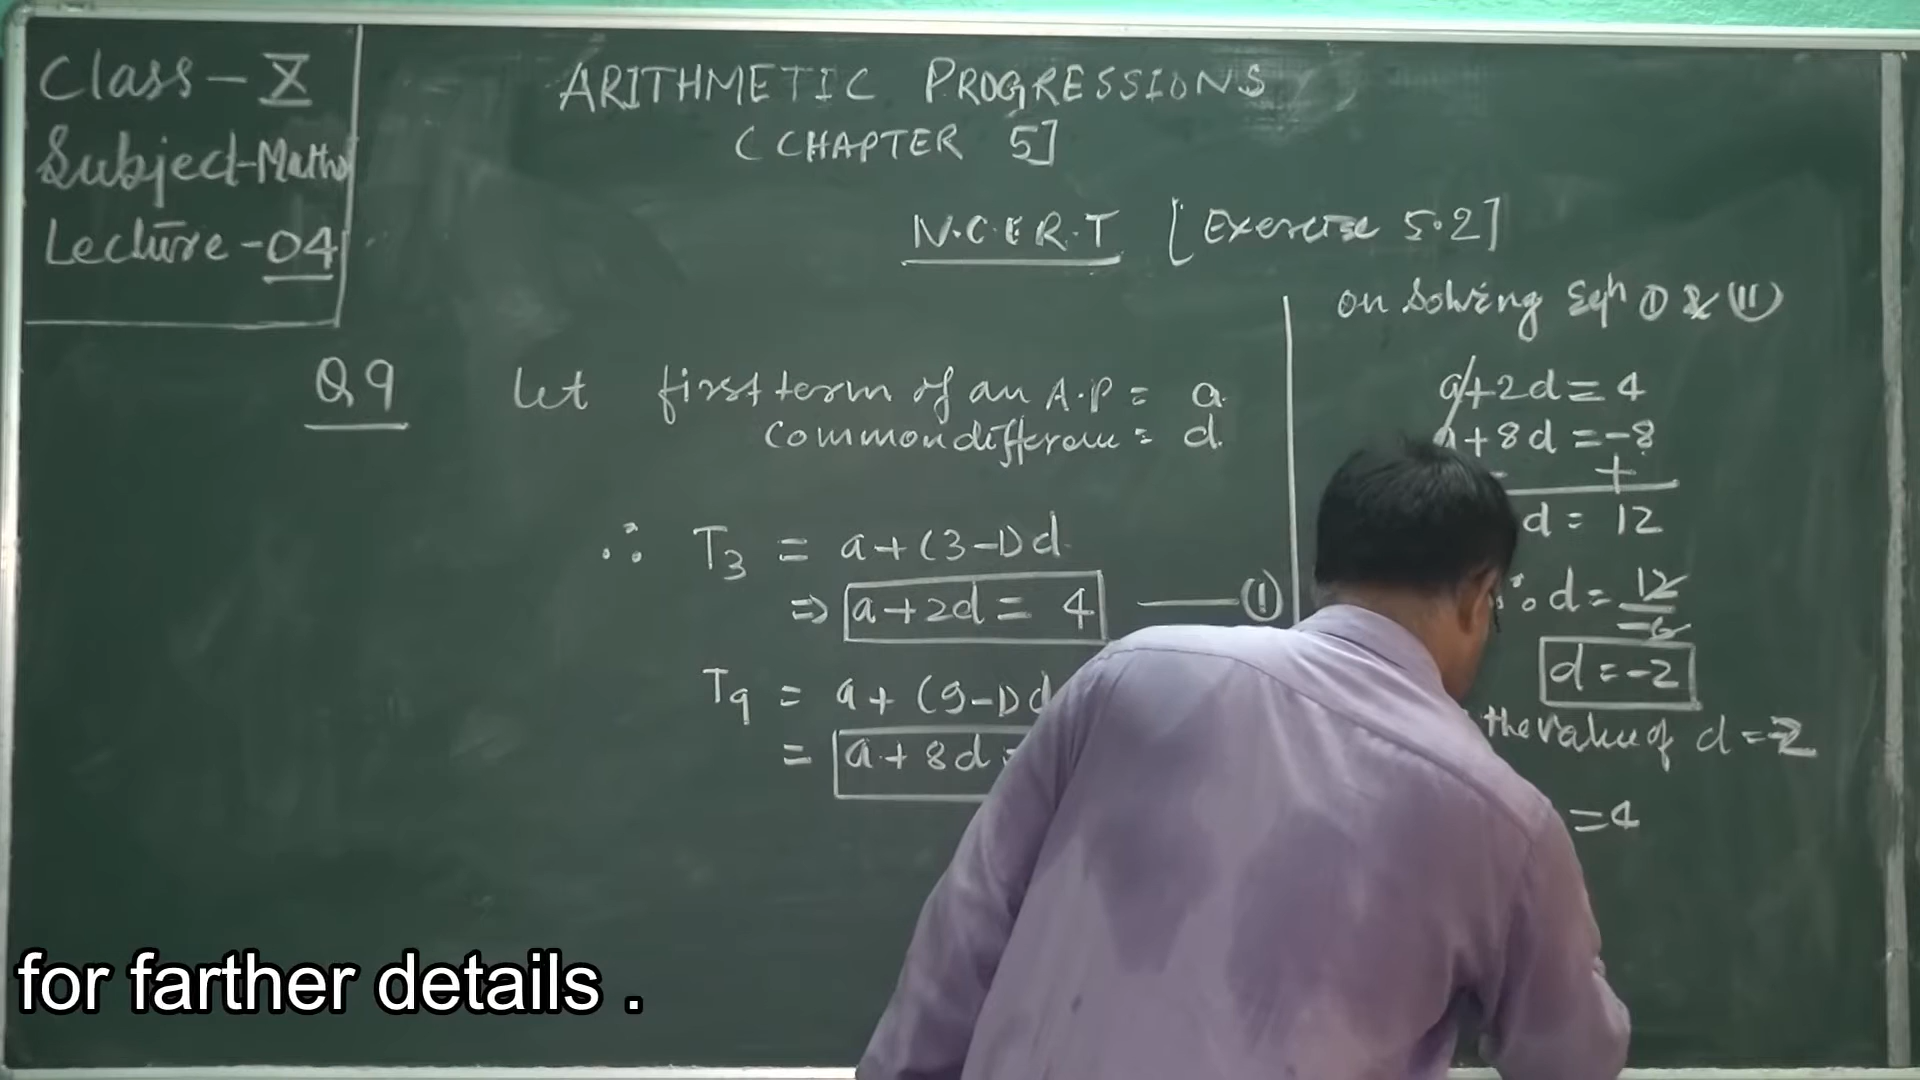 Class - X
Subject-Maths
Lecture - 04
ARITHMETIC PROGRESSIONS
(CHAPTER 5]
N.C.E.R.T [Exercise 5.2]
Q9 Let first term of an A.P = a
Common difference = d
∴ T3 = a+(3-1)d
⇒ a+2d = 4 —— (I)
T9 = a+(9-1)d
= a+8d =
on solving Eqn (I) & (II)
a+2d = 4
a+8d = -8
- +
d = 12
∴ d = 12/-6
d = -2
the value of d = -2
= 4
for farther details .